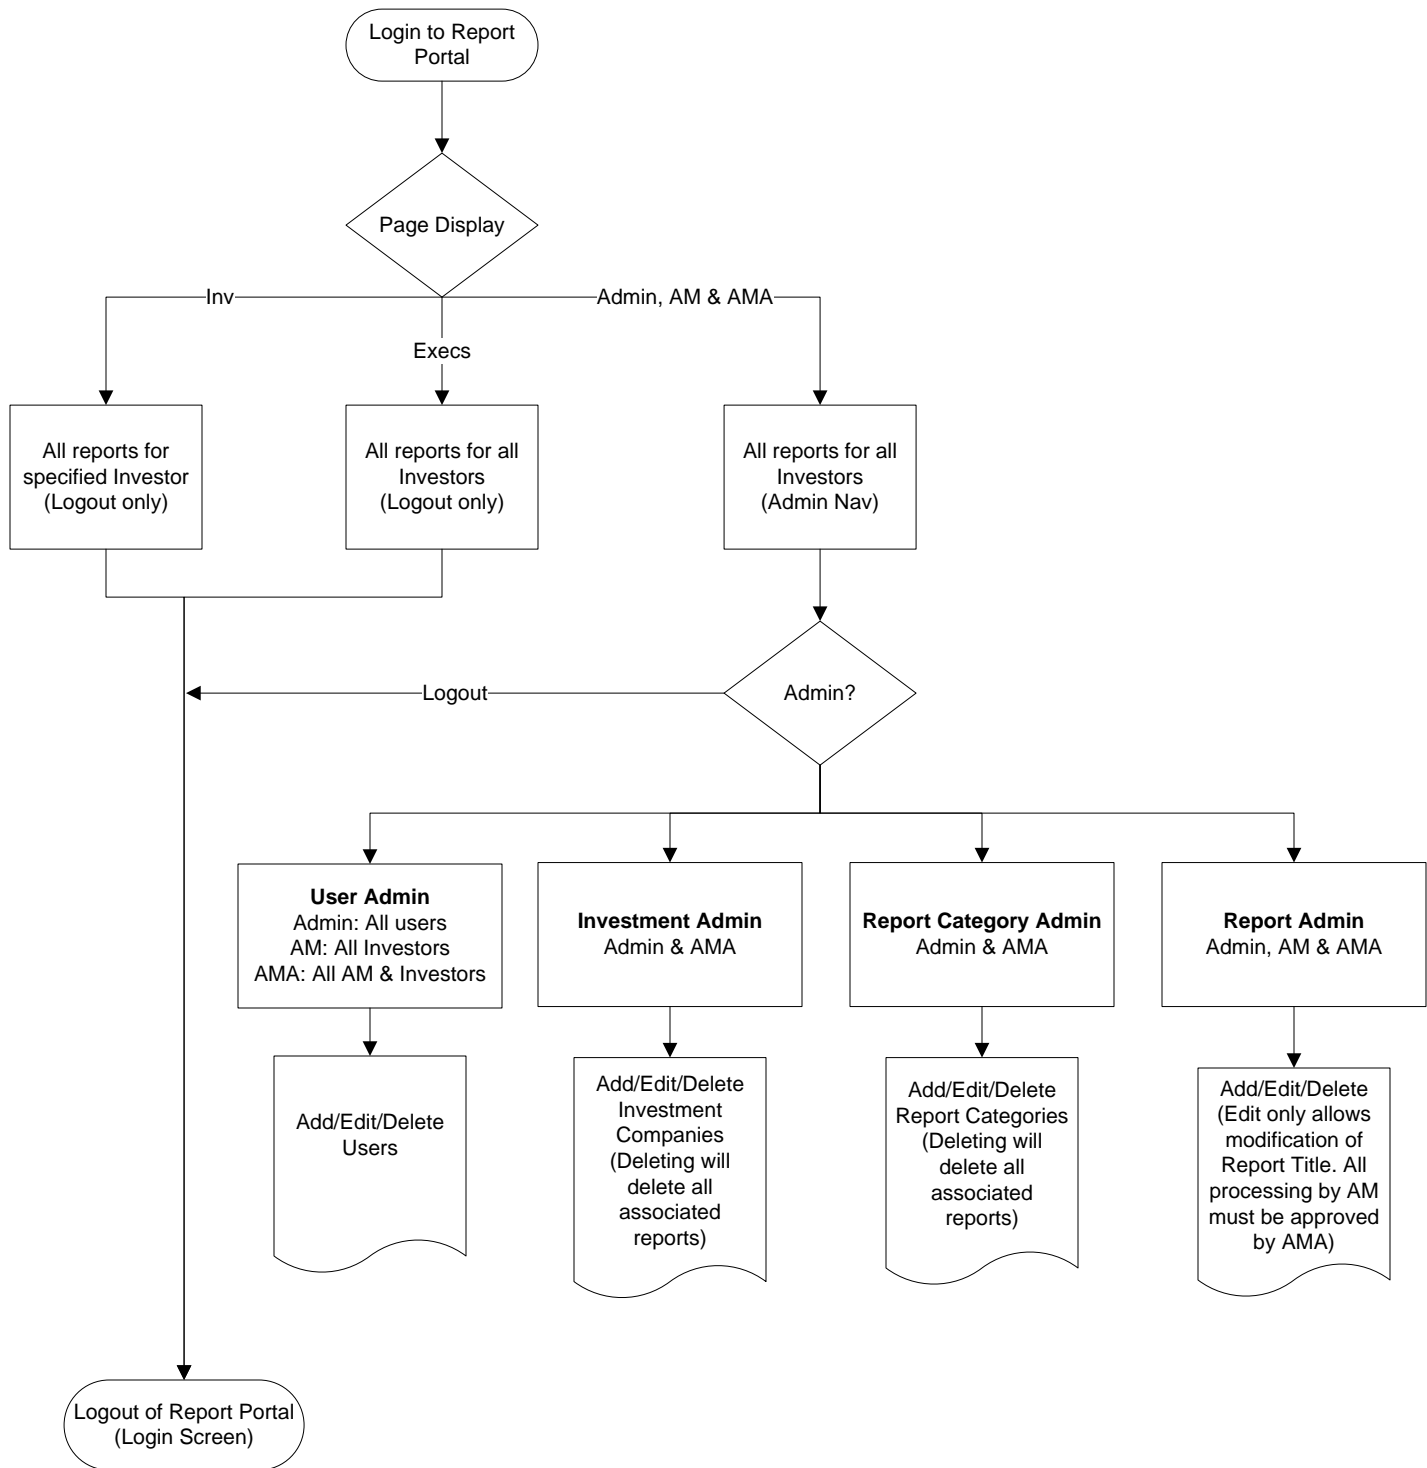 Login to Report
Portal
Page Display
Inv
Admin, AM & AMA
Execs
All reports for
specified Investor
(Logout only)
All reports for all
Investors
(Logout only)
All reports for all
Investors
(Admin Nav)
Logout
Admin?
User Admin
Admin: All users
AM: All Investors
AMA: All AM & Investors
Investment Admin
Admin & AMA
Report Category Admin
Admin & AMA
Report Admin
Admin, AM & AMA
Add/Edit/Delete
Users
Add/Edit/Delete
Investment
Companies
(Deleting will
delete all
associated
reports)
Add/Edit/Delete
Report Categories
(Deleting will
delete all
associated
reports)
Add/Edit/Delete
(Edit only allows
modification of
Report Title. All
processing by AM
must be approved
by AMA)
Logout of Report Portal
(Login Screen)